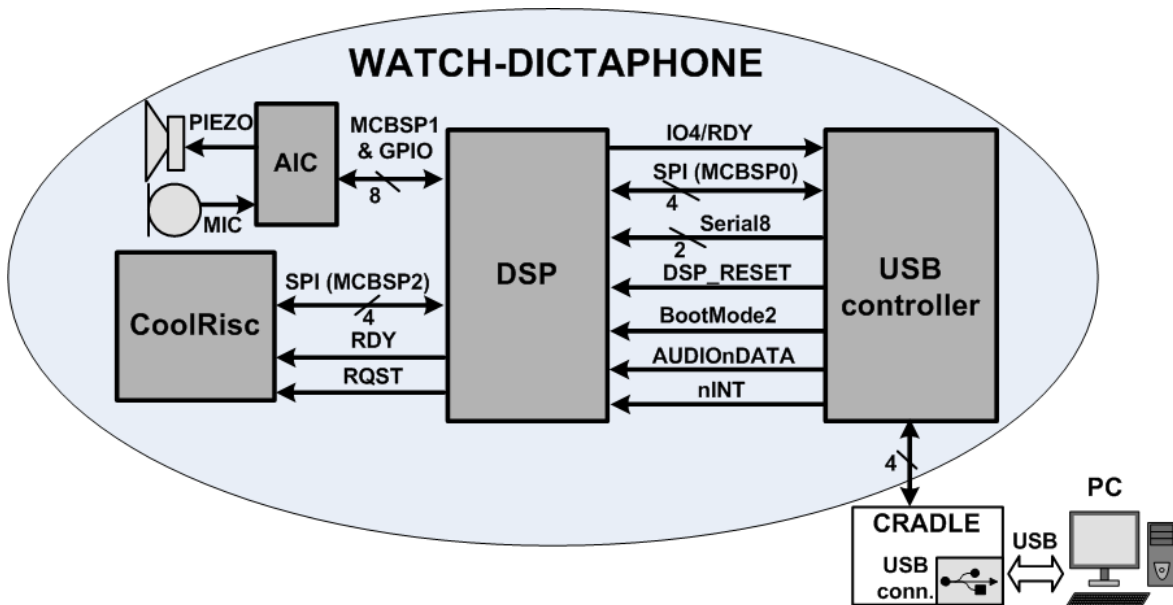 WATCH-DICTAPHONE
PIEZO
AIC
MIC
MCBSP1
& GPIO
8
CoolRisc
SPI (MCBSP2)
4
RDY
RQST
DSP
IO4/RDY
SPI (MCBSP0)
4
Serial8
2
DSP_RESET
BootMode2
AUDIOnDATA
nINT
USB
controller
4
CRADLE
USB
conn.
USB
PC